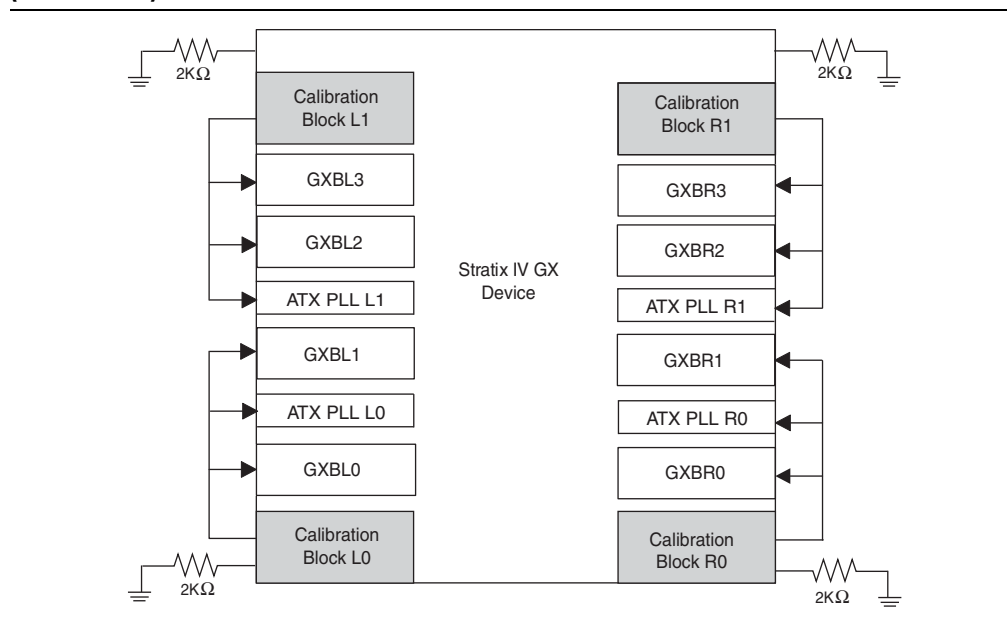 2KΩ
2KΩ
Calibration
Block L1
Calibration
Block R1
GXBL3
GXBR3
GXBL2
GXBR2
Stratix IV GX
Device
ATX PLL L1
ATX PLL R1
GXBL1
GXBR1
ATX PLL L0
ATX PLL R0
GXBL0
GXBR0
Calibration
Block L0
Calibration
Block R0
2KΩ
2KΩ